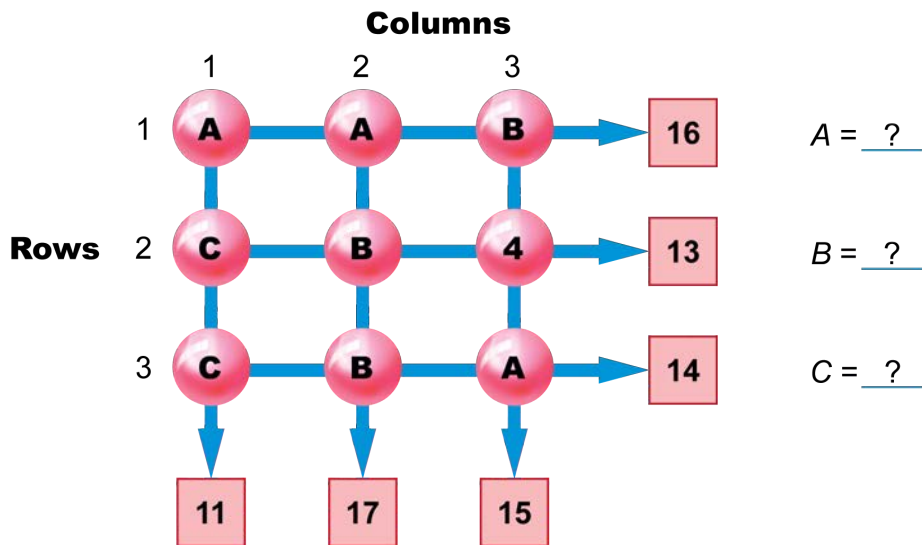 Columns
1 2 3
1 A A B 16 A = ?
Rows 2 C B 4 13 B = ?
3 C B A 14 C = ?
11 17 15